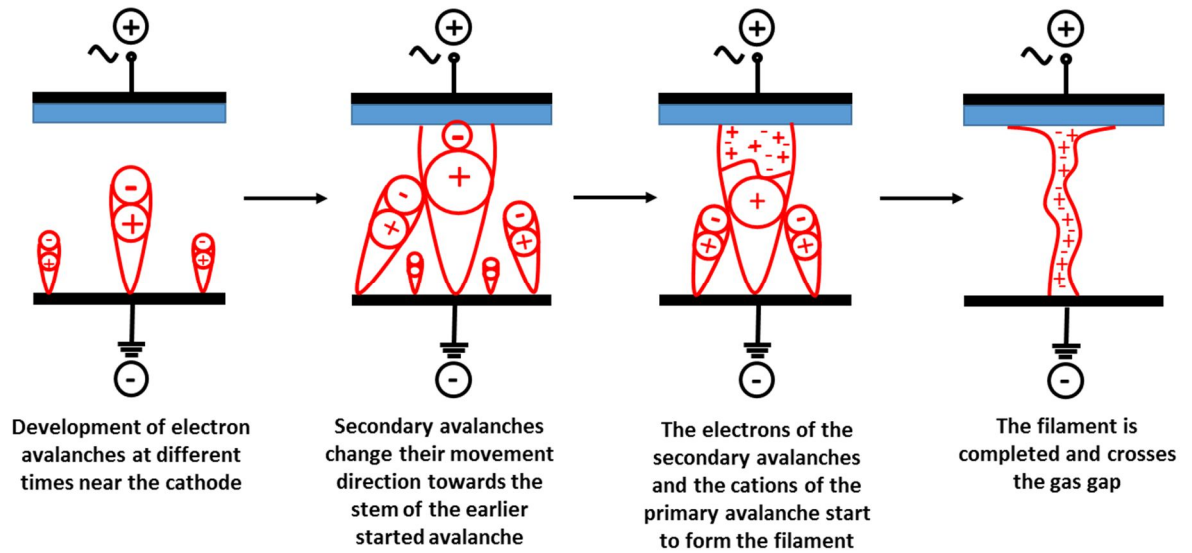 Development of electron
avalanches at different
times near the cathode
Secondary avalanches
change their movement
direction towards the
stem of the earlier
started avalanche
The electrons of the
secondary avalanches
and the cations of the
primary avalanche start
to form the filament
The filament is
completed and crosses
the gas gap